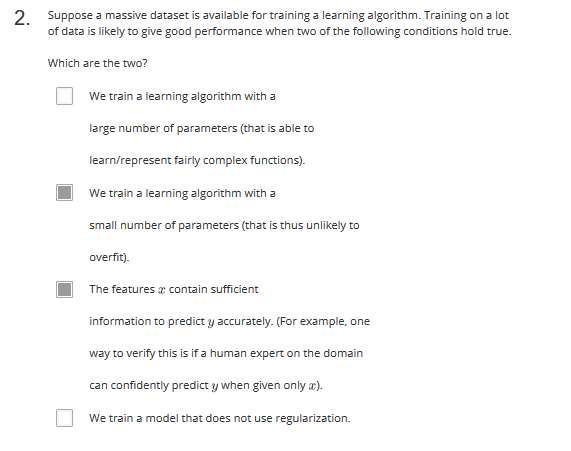 2. Suppose a massive dataset is available for training a learning algorithm. Training on a lot
of data is likely to give good performance when two of the following conditions hold true.
Which are the two?
We train a learning algorithm with a
large number of parameters (that is able to
learn/represent fairly complex functions).
We train a learning algorithm with a
small number of parameters (that is thus unlikely to
overfit).
The features x contain sufficient
information to predict y accurately. (For example, one
way to verify this is if a human expert on the domain
can confidently predict y when given only x).
We train a model that does not use regularization.